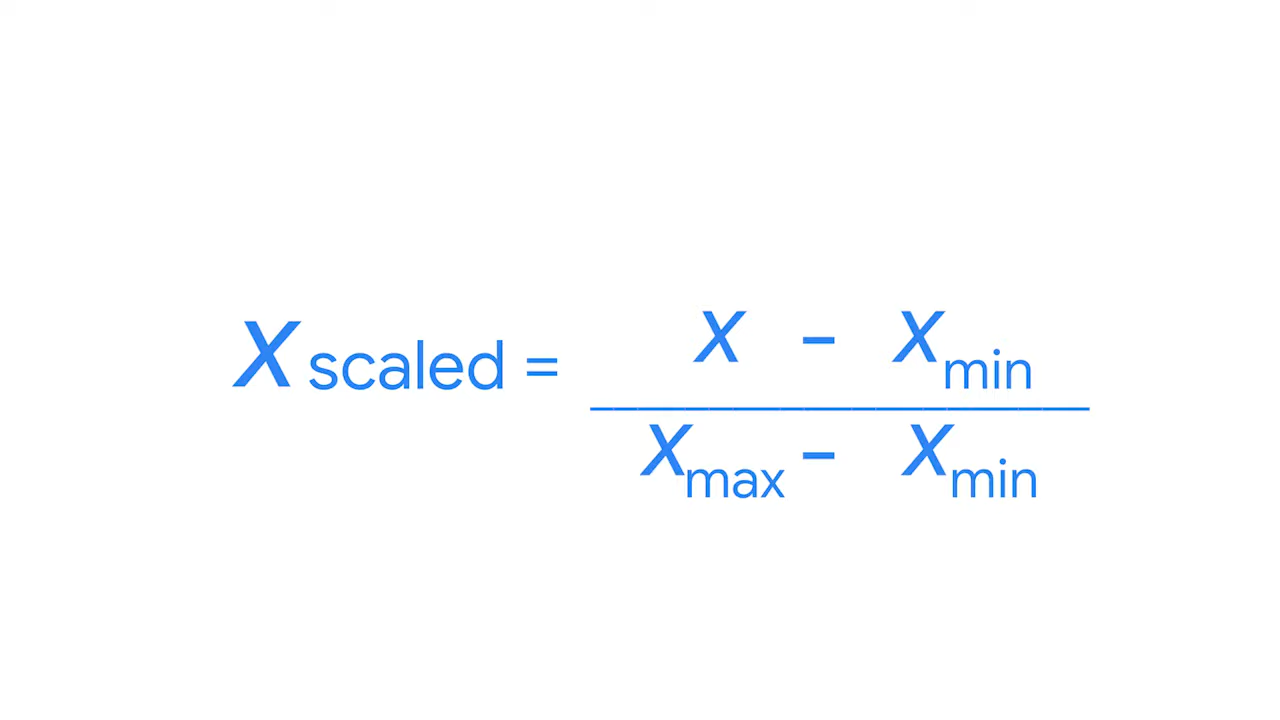 x scaled = x - x min
x max - x min